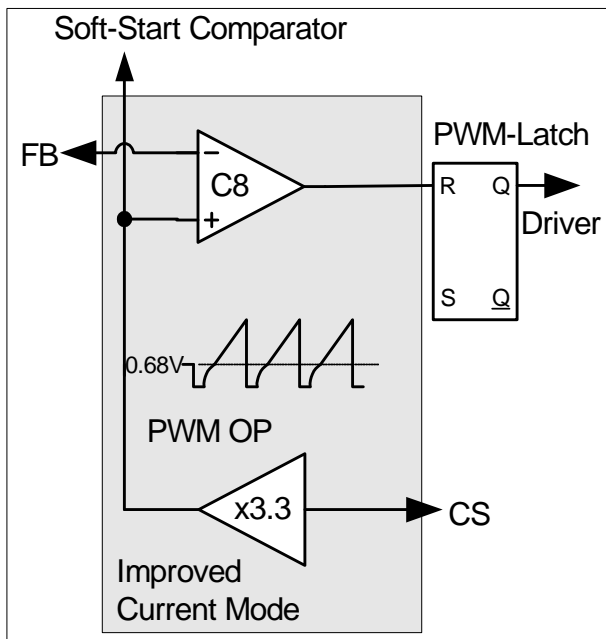 Soft-Start Comparator
FB
C8
PWM-Latch
R Q
Driver
S Q
0.68V
PWM OP
x3.3
CS
Improved
Current Mode